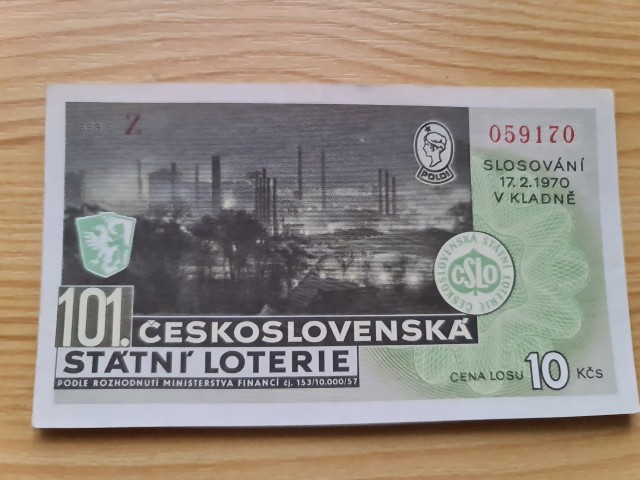 SÉRIE Z
059170
POLDI
SLOSOVÁNÍ
17. 2. 1970
V KLADNĚ
ČESKOSLOVENSKÁ STÁTNÍ LOTERIE
ČSLO
101. ČESKOSLOVENSKÁ
STÁTNÍ LOTERIE
PODLE ROZHODNUTÍ MINISTERSTVA FINANCÍ čj. 153/10.000/57
CENA LOSU 10 KČS